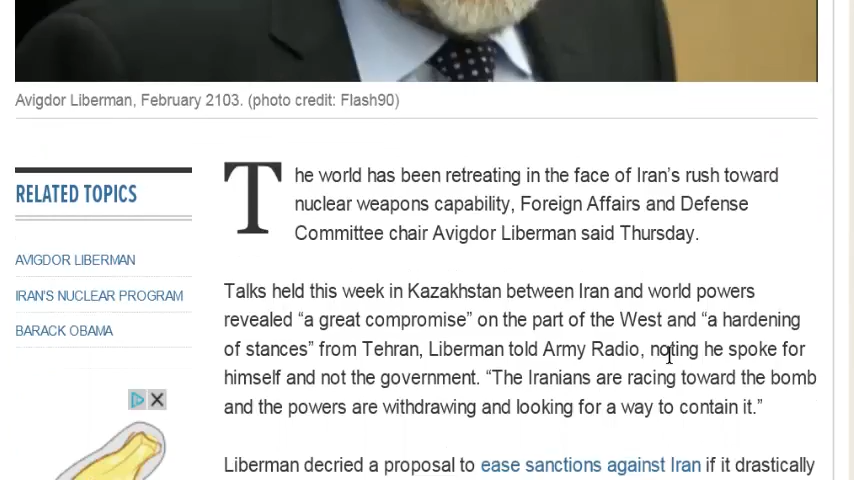 Avigdor Liberman, February 2103. (photo credit: Flash90)
RELATED TOPICS
AVIGDOR LIBERMAN
IRAN'S NUCLEAR PROGRAM
BARACK OBAMA
The world has been retreating in the face of Iran’s rush toward
nuclear weapons capability, Foreign Affairs and Defense
Committee chair Avigdor Liberman said Thursday.
Talks held this week in Kazakhstan between Iran and world powers
revealed “a great compromise” on the part of the West and “a hardening
of stances” from Tehran, Liberman told Army Radio, noting he spoke for
himself and not the government. “The Iranians are racing toward the bomb
and the powers are withdrawing and looking for a way to contain it.”
Liberman decried a proposal to ease sanctions against Iran if it drastically